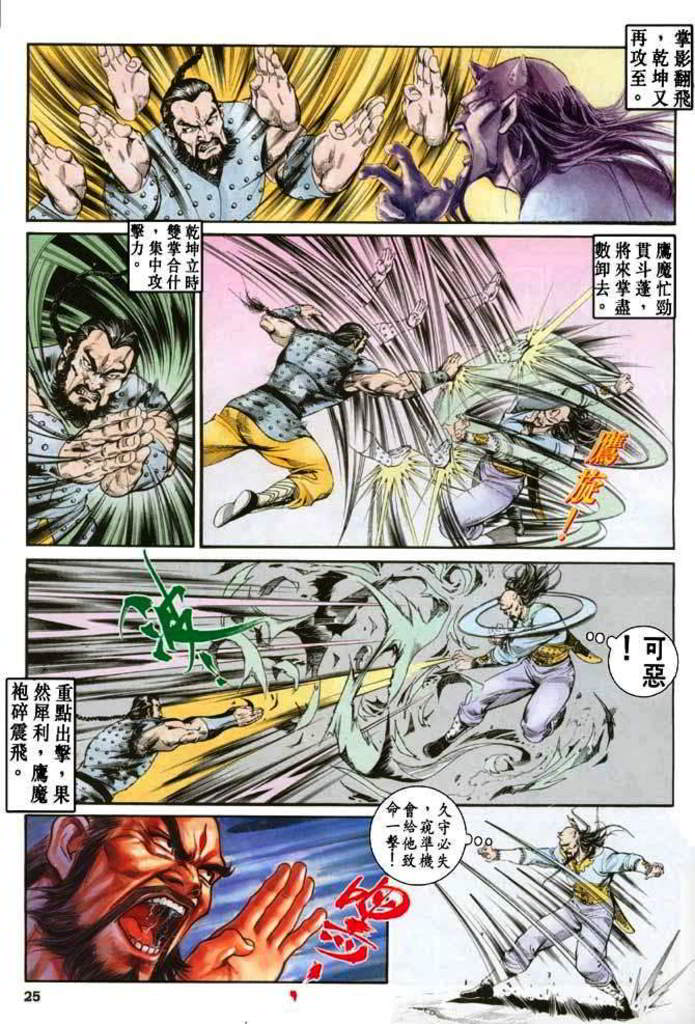 掌影翻飛
，乾坤又
再攻至。
乾坤立時
雙掌合什
，集中攻
擊力。
鷹魔忙勁
貫斗蓬，
將來掌盡
數卸去。
鷹旋！
可惡
！
重點出擊，果
然犀利，鷹魔
袍碎震飛。
久守必失
，窺準機
會給他致
命一擊！
25